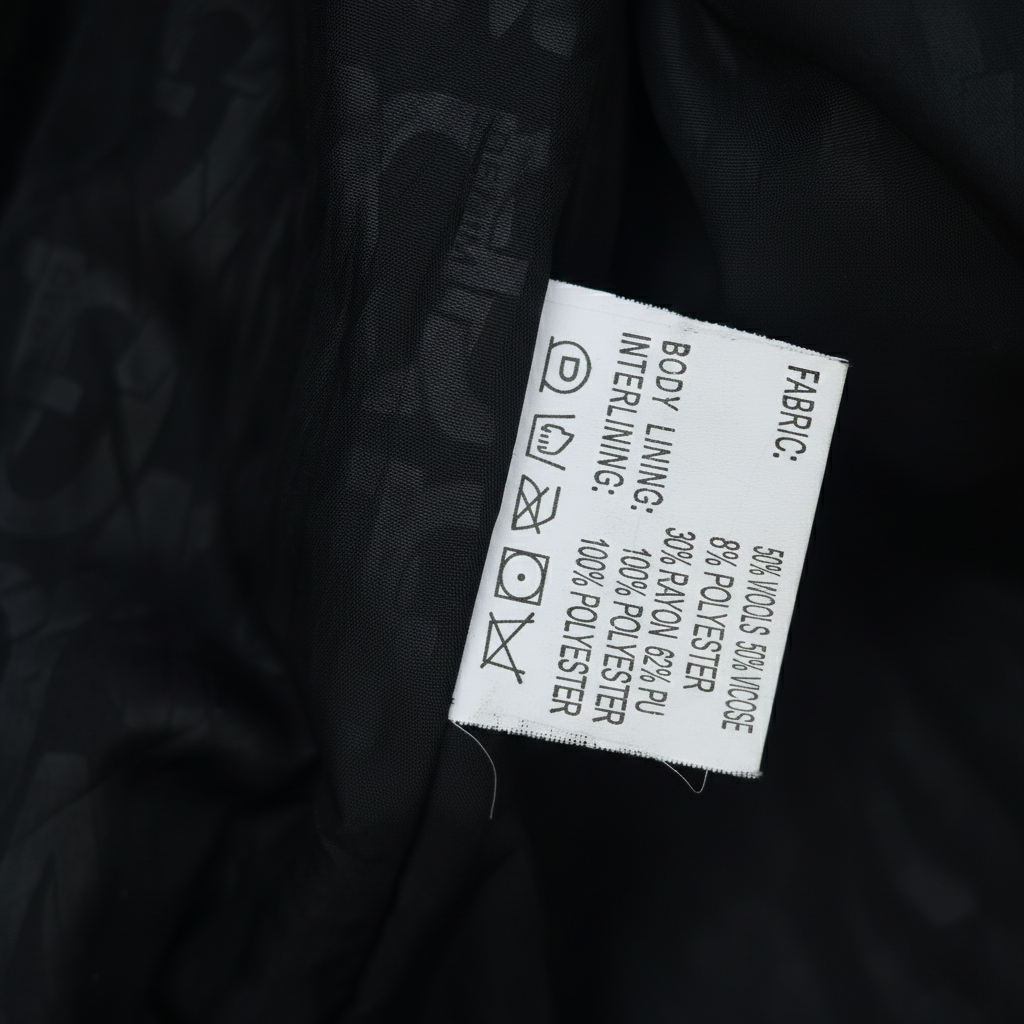 FABRIC:
50% WOOLS 50% VICOSE
8% POLYESTER
30% RAYON 62% PU
BODY LINING: 100% POLYESTER
INTERLINING: 100% POLYESTER
D